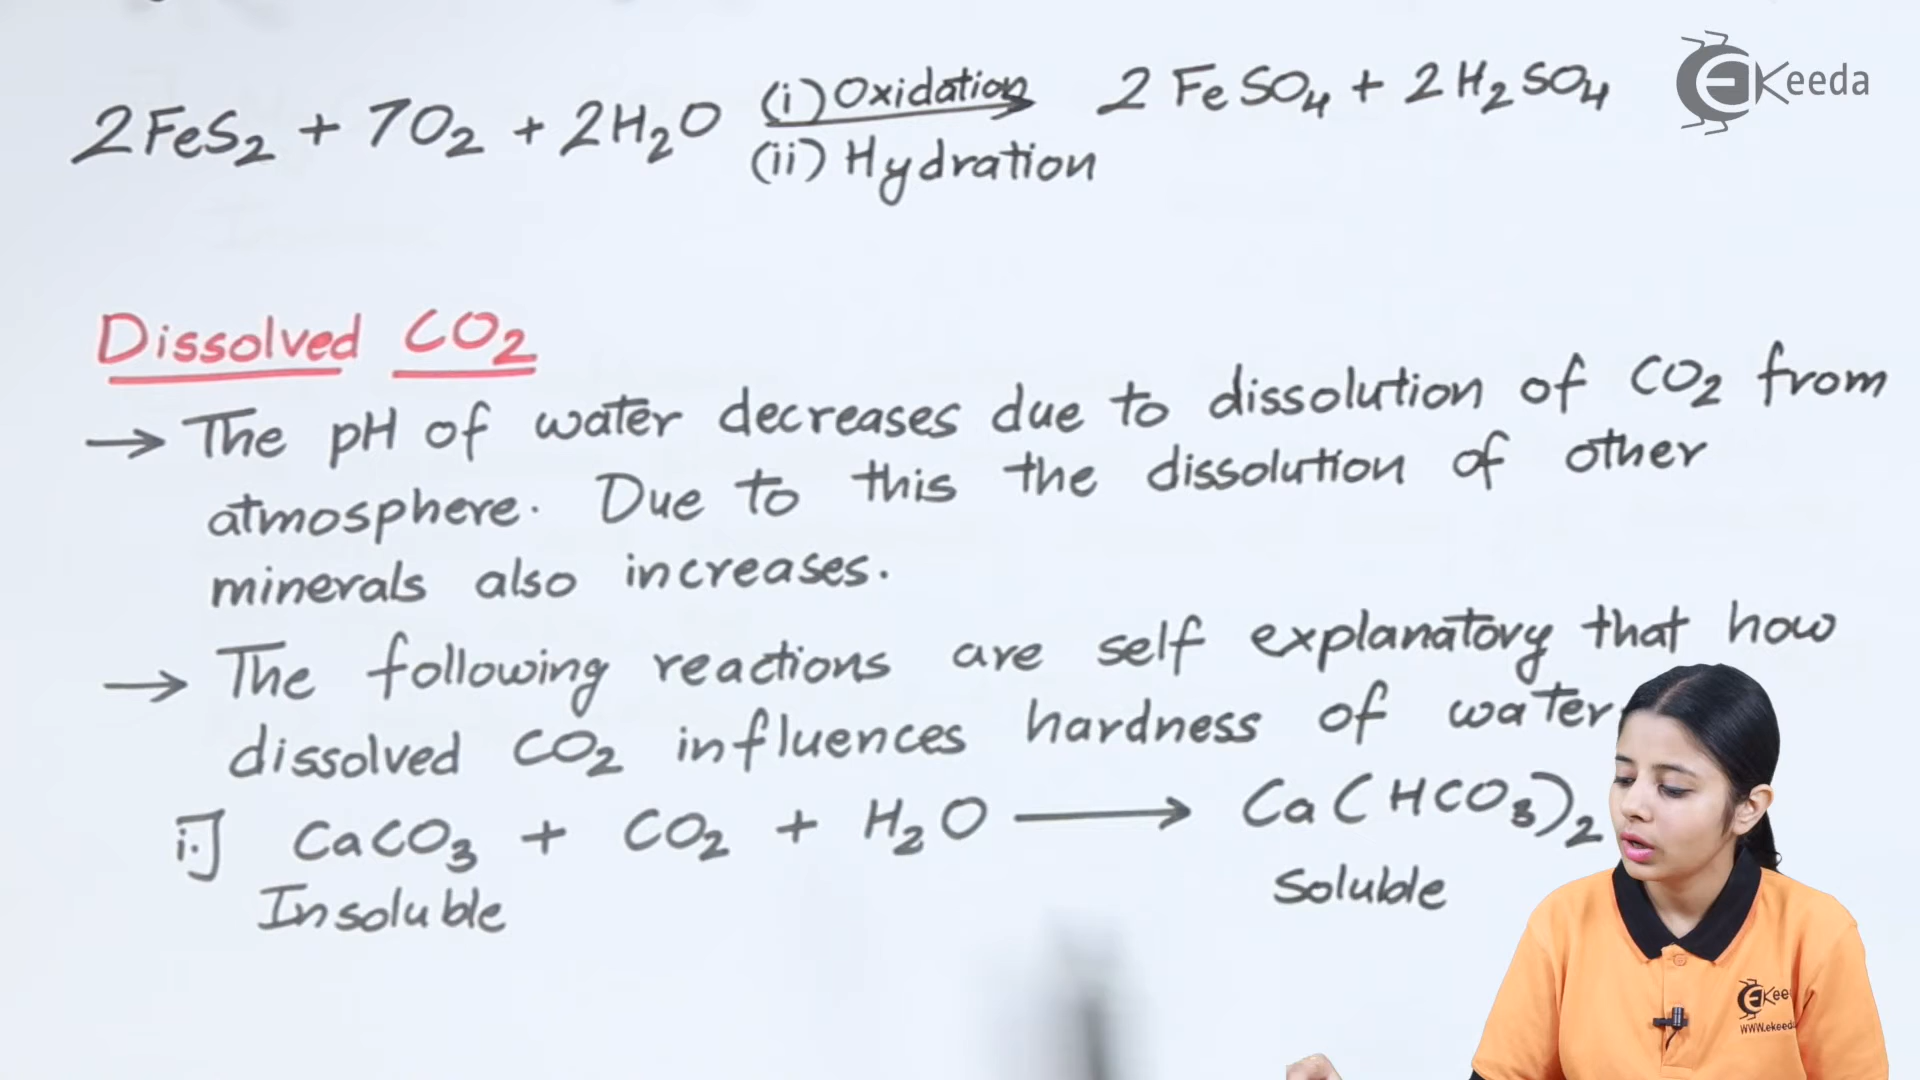 2FeS₂ + 7O₂ + 2H₂O (i) Oxidation (ii) Hydration 2FeSO₄ + 2H₂SO₄
EKeeda
Dissolved CO₂
→ The pH of water decreases due to dissolution of CO₂ from
atmosphere. Due to this the dissolution of other
minerals also increases.
→ The following reactions are self explanatory that how
dissolved CO₂ influences hardness of water
i.] CaCO₃ + CO₂ + H₂O ⟶ Ca(HCO₃)₂
Insoluble Soluble